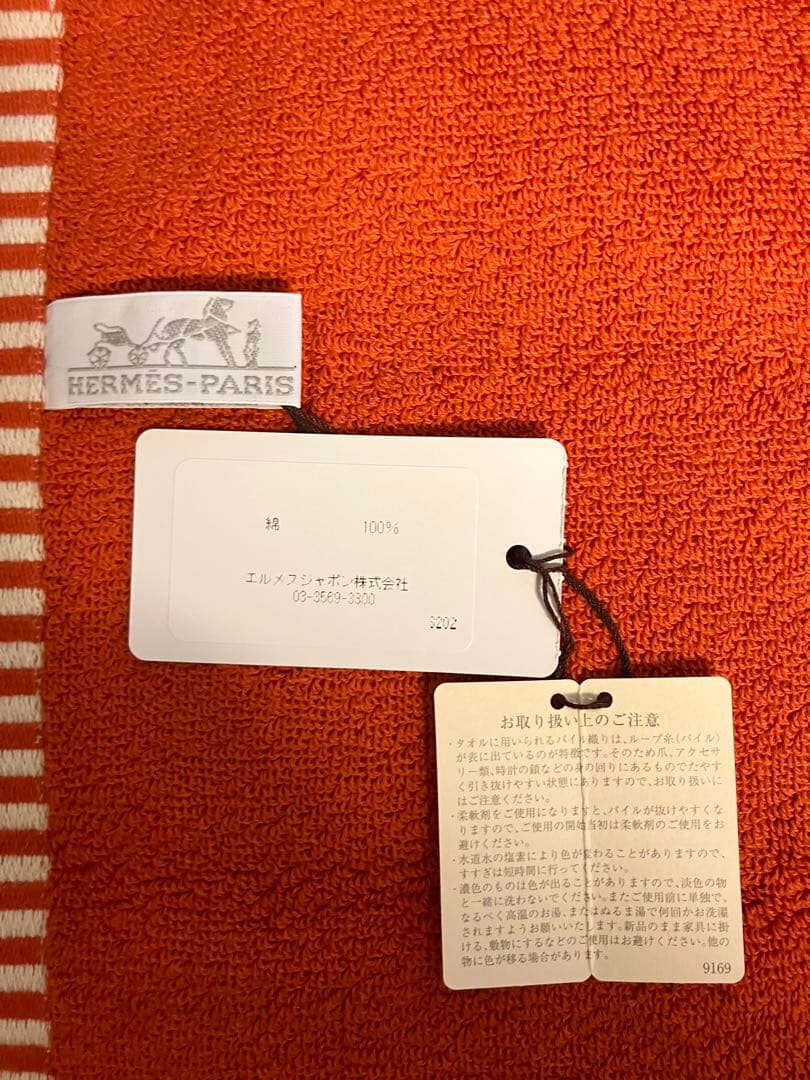 HERMÈS-PARIS
綿 100%
エルメスジャポン株式会社
03-3569-3300
S202
お取り扱い上のご注意
・タオルに用いられるパイル織りは、ループ糸(パイル)
が表に出ているのが特徴です。そのため爪、アクセサ
リー類、時計の鎖などの身の回りにあるものでたやす
く引き抜けやすい状態にありますので、お取り扱いに
はご注意ください。
・柔軟剤をご使用になりますと、パイルが抜けやすくな
りますので、ご使用の開始当初は柔軟剤のご使用をお
避けください。
・水道水の塩素により色が変わることがありますので、
すすぎは短時間に行ってください。
・濃色のものは色が出ることがありますので、淡色の物
と一緒に洗わないでください。またご使用前に単独で、
なるべく高温のお湯、またはぬるま湯で何回かお洗濯
されますようお願いいたします。新品のまま家具に掛
ける、敷物にするなどのご使用はお避けください。他の
物に色が移る場合があります。
9169